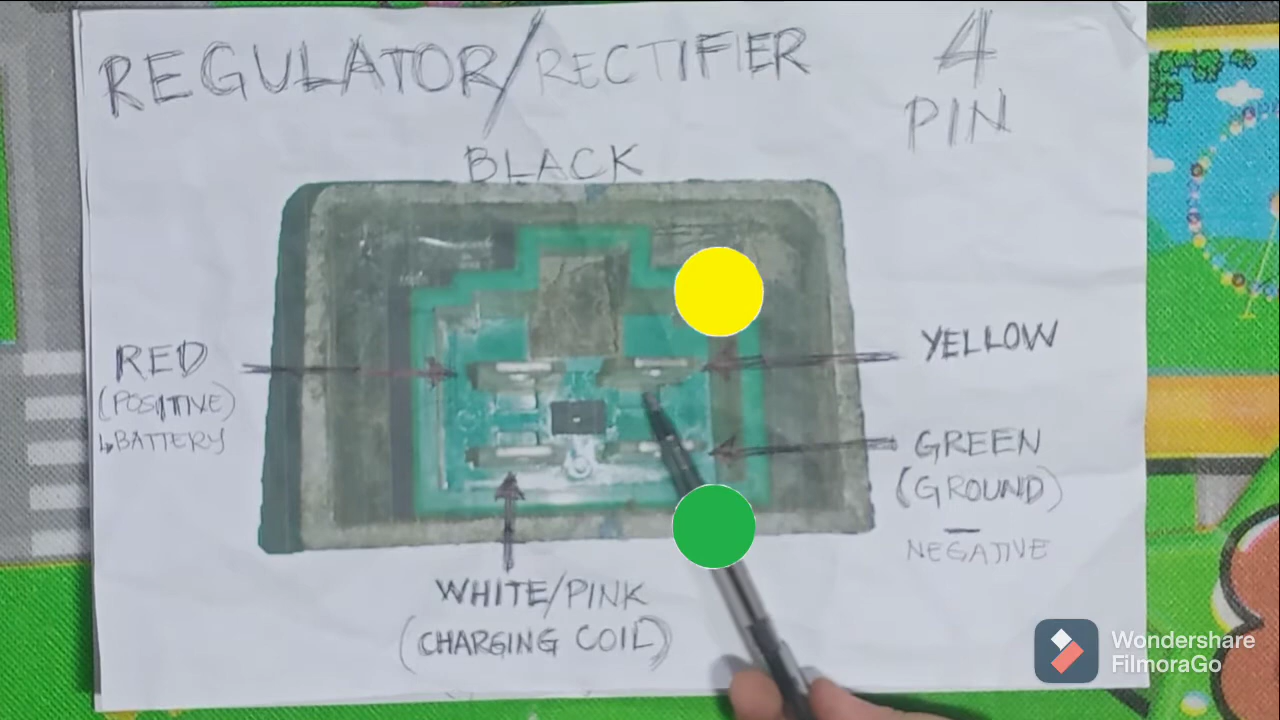 REGULATOR/RECTIFIER
4
PIN
BLACK
RED
(POSITIVE)
↳BATTERY
YELLOW
GREEN
(GROUND)
—
NEGATIVE
WHITE/PINK
(CHARGING COIL)
Wondershare
FilmoraGo